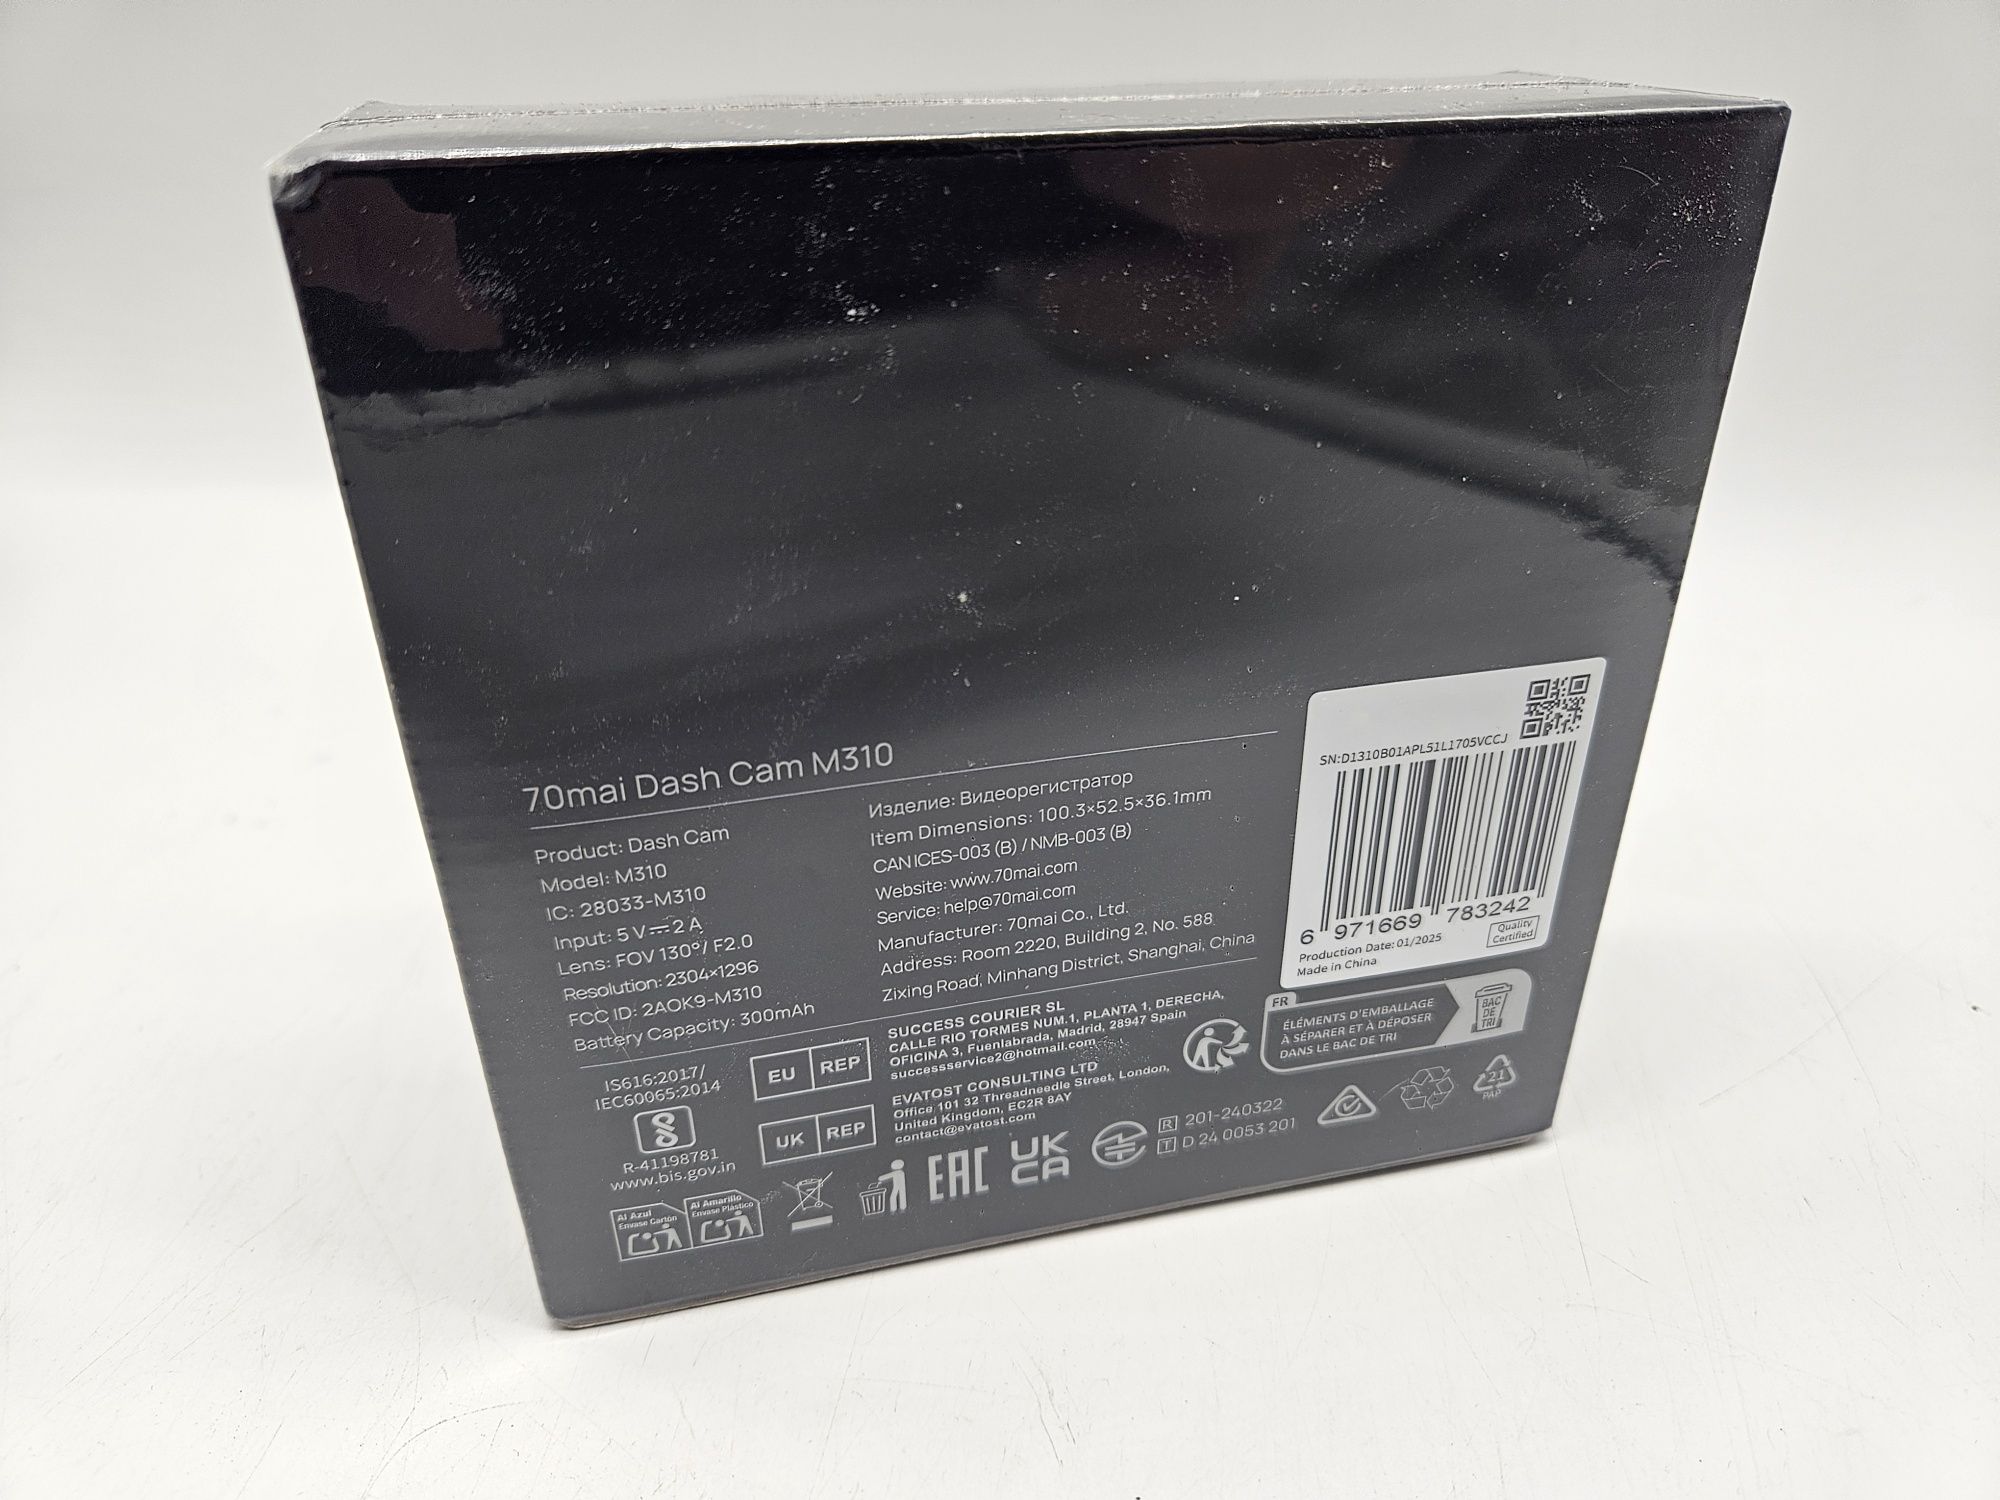 70mai Dash Cam M310
Product: Dash Cam
Model: M310
IC: 28033-M310
Input: 5 V⎓2 A
Lens: FOV 130°/ F2.0
Resolution: 2304×1296
FCC ID: 2AOK9-M310
Battery Capacity: 300mAh
Изделие: Видеорегистратор
Item Dimensions: 100.3×52.5×36.1mm
CAN ICES-003 (B) / NMB-003 (B)
Website: www.70mai.com
Service: help@70mai.com
Manufacturer: 70mai Co., Ltd.
Address: Room 2220, Building 2, No. 588
Zixing Road, Minhang District, Shanghai, China
SN:D1310B01APL51L1705VCCJ
6 971669 783242
Production Date: 01/2025
Made in China
Quality
Certified
IS616:2017/
IEC60065:2014
R-41198781
www.bis.gov.in
EU REP
SUCCESS COURIER SL
CALLE RIO TORMES NUM.1, PLANTA 1, DERECHA,
OFICINA 3, Fuenlabrada, Madrid, 28947 Spain
successservice2@hotmail.com
UK REP
EVATOST CONSULTING LTD
Office 101 32 Threadneedle Street, London,
United Kingdom, EC2R 8AY
contact@evatost.com
FR
ÉLÉMENTS D'EMBALLAGE
À SÉPARER ET À DÉPOSER
DANS LE BAC DE TRI
BAC
DE
TRI
Al Azul
Envase Cartón
Al Amarillo
Envase Plástico
EAC
UK
CA
R 201-240322
T D 24 0053 201
21
PAP